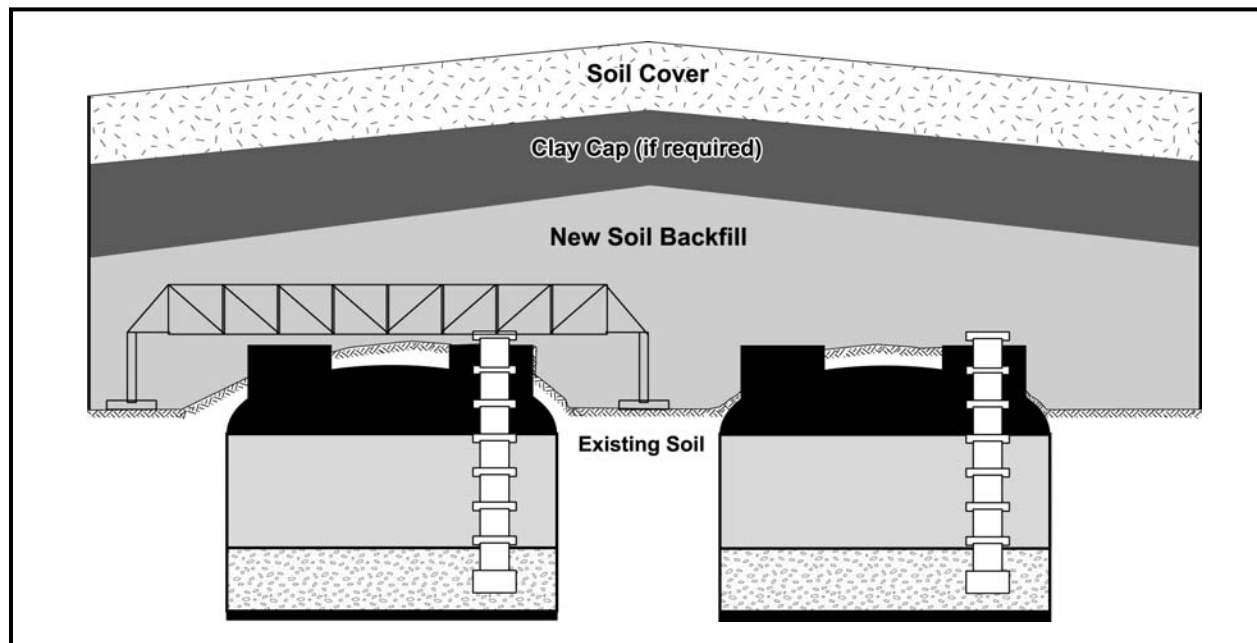 Soil Cover
Clay Cap (if required)
New Soil Backfill
Existing Soil